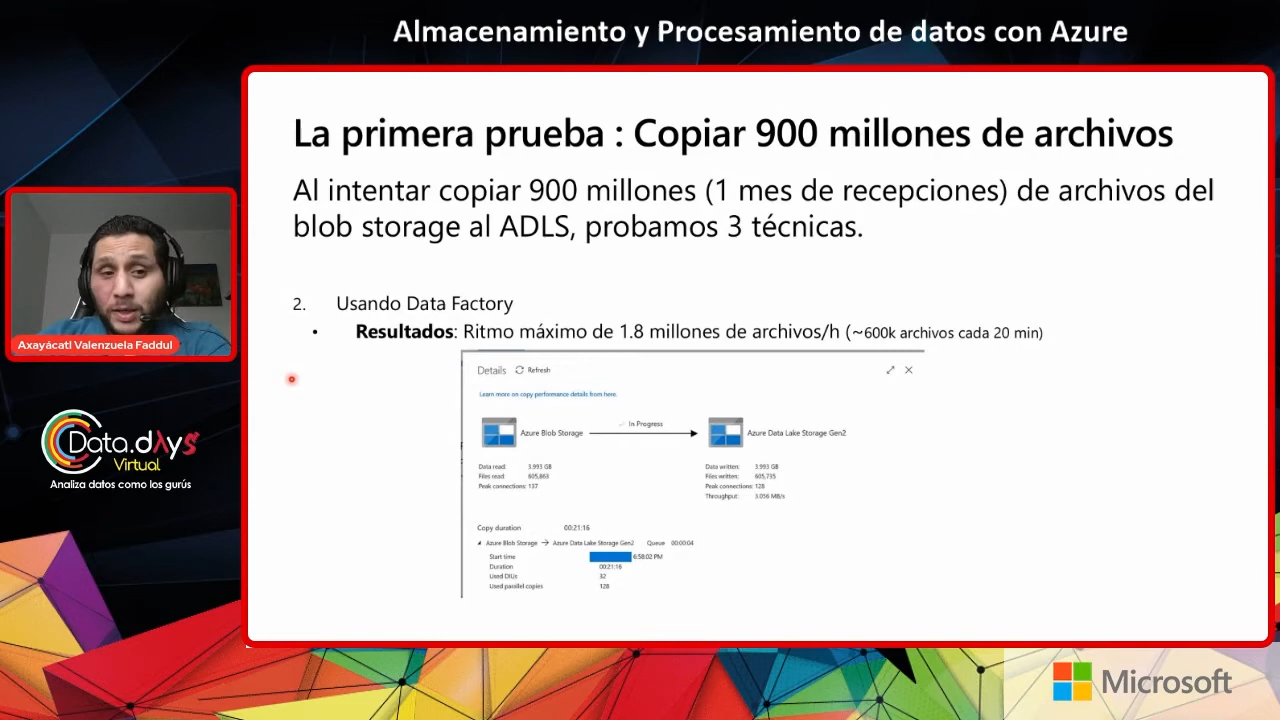 Almacenamiento y Procesamiento de datos con Azure
La primera prueba : Copiar 900 millones de archivos
Al intentar copiar 900 millones (1 mes de recepciones) de archivos del
blob storage al ADLS, probamos 3 técnicas.
2. Usando Data Factory
• Resultados: Ritmo máximo de 1.8 millones de archivos/h (~600k archivos cada 20 min)
Details Refresh
Learn more on copy performance details from here.
Azure Blob Storage In Progress Azure Data Lake Storage Gen2
Data read: 3.993 GB Data written: 3.993 GB
Files read: 605,863 Files written: 605,735
Peak connections: 137 Peak connections: 128
Throughput: 3.056 MB/s
Copy duration 00:21:16
Azure Blob Storage → Azure Data Lake Storage Gen2 Queue 00:00:04
Start time 6:58:02 PM
Duration 00:21:16
Used DIUs 32
Used parallel copies 128
Axayácatl Valenzuela Faddul
Data.dAys
Virtual
Analiza datos como los gurús
Microsoft